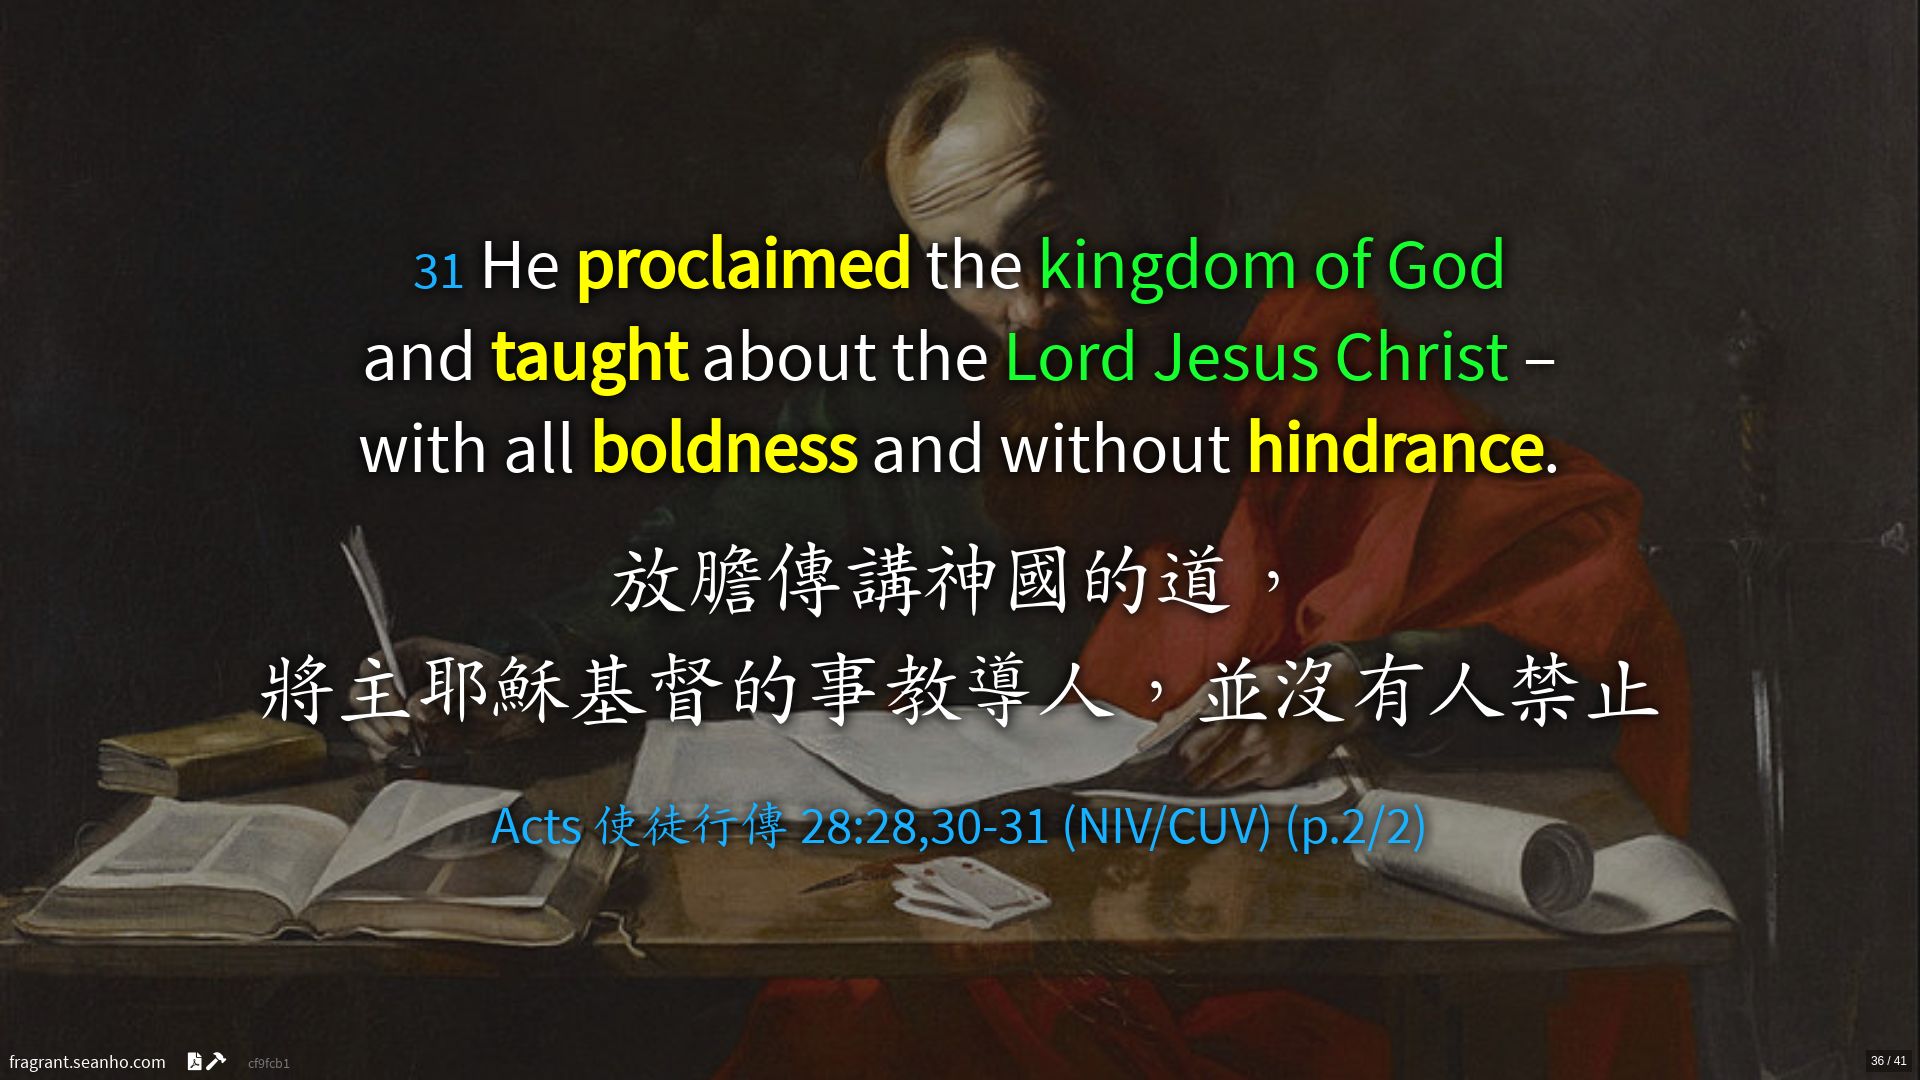 31 He proclaimed the kingdom of God
and taught about the Lord Jesus Christ –
with all boldness and without hindrance.
放膽傳講神國的道，
將主耶穌基督的事教導人，並沒有人禁止
Acts 使徒行傳 28:28,30-31 (NIV/CUV) (p.2/2)
fragrant.seanho.com cf9fcb1
36 / 41